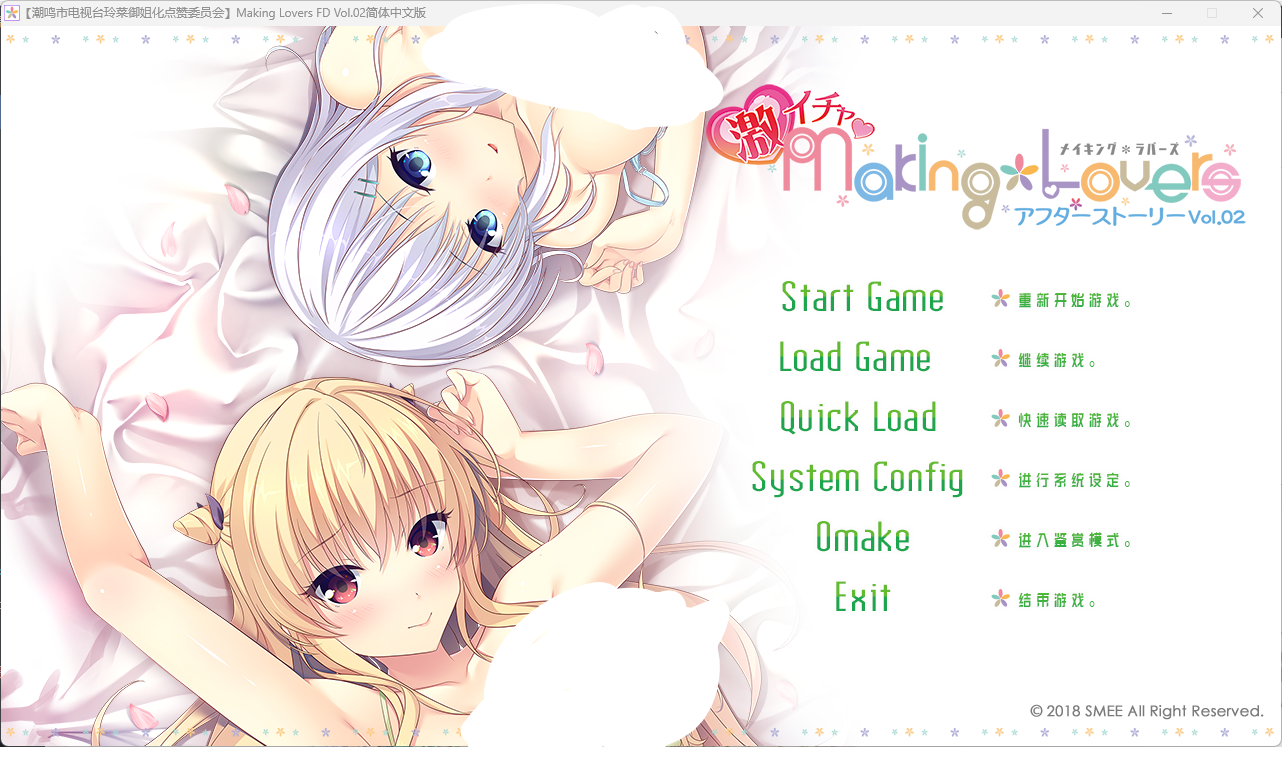 【潮鸣市电视台玲菜御姐化点赞委员会】Making Lovers FD Vol.02简体中文版
激イチャ
メイキング＊ラバーズ
Making*Lovers
アフターストーリーVol.02
Start Game 重新开始游戏。
Load Game 继续游戏。
Quick Load 快速读取游戏。
System Config 进行系统设定。
Omake 进入鉴赏模式。
Exit 结束游戏。
© 2018 SMEE All Right Reserved.